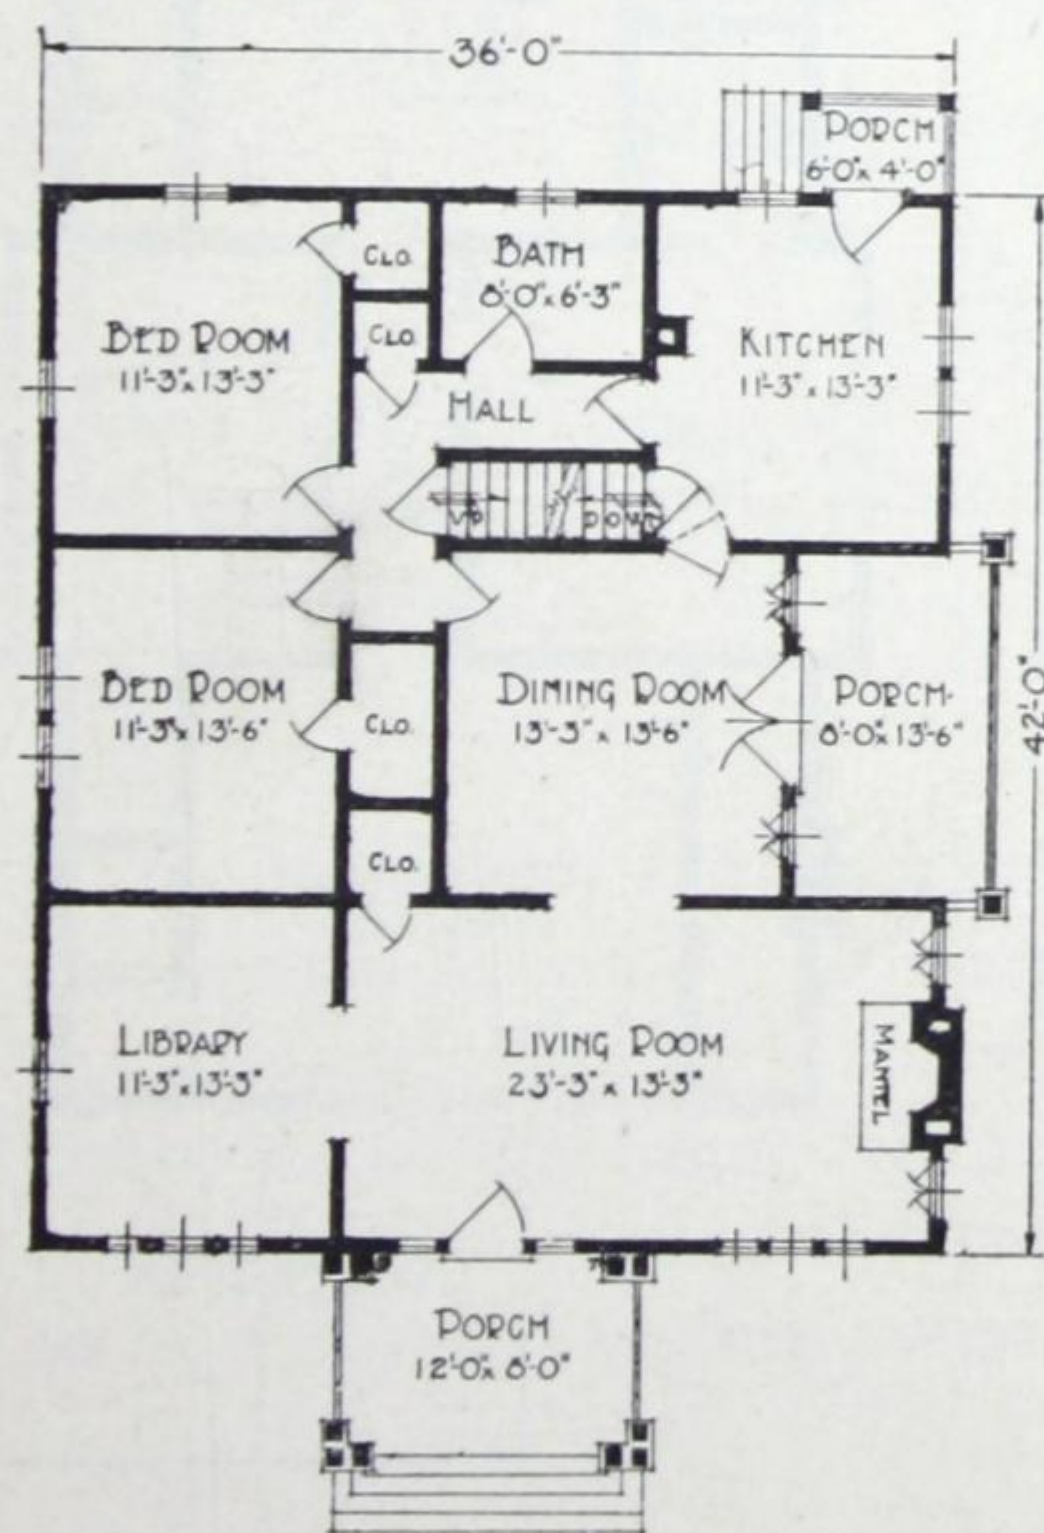 36'-0"
PORCH
6'-0" x 4'-0"
CLO.
BATH
8'-0" x 6'-3"
BED ROOM
11'-3" x 13'-3"
CLO.
KITCHEN
11'-3" x 13'-3"
HALL
UP
DOWN
BED ROOM
11'-3" x 13'-6"
CLO.
DINING ROOM
13'-3" x 13'-6"
PORCH
8'-0" x 13'-6"
42'-0"
CLO.
LIBRARY
11'-3" x 13'-3"
LIVING ROOM
23'-3" x 13'-3"
MANTEL
PORCH
12'-0" x 8'-0"